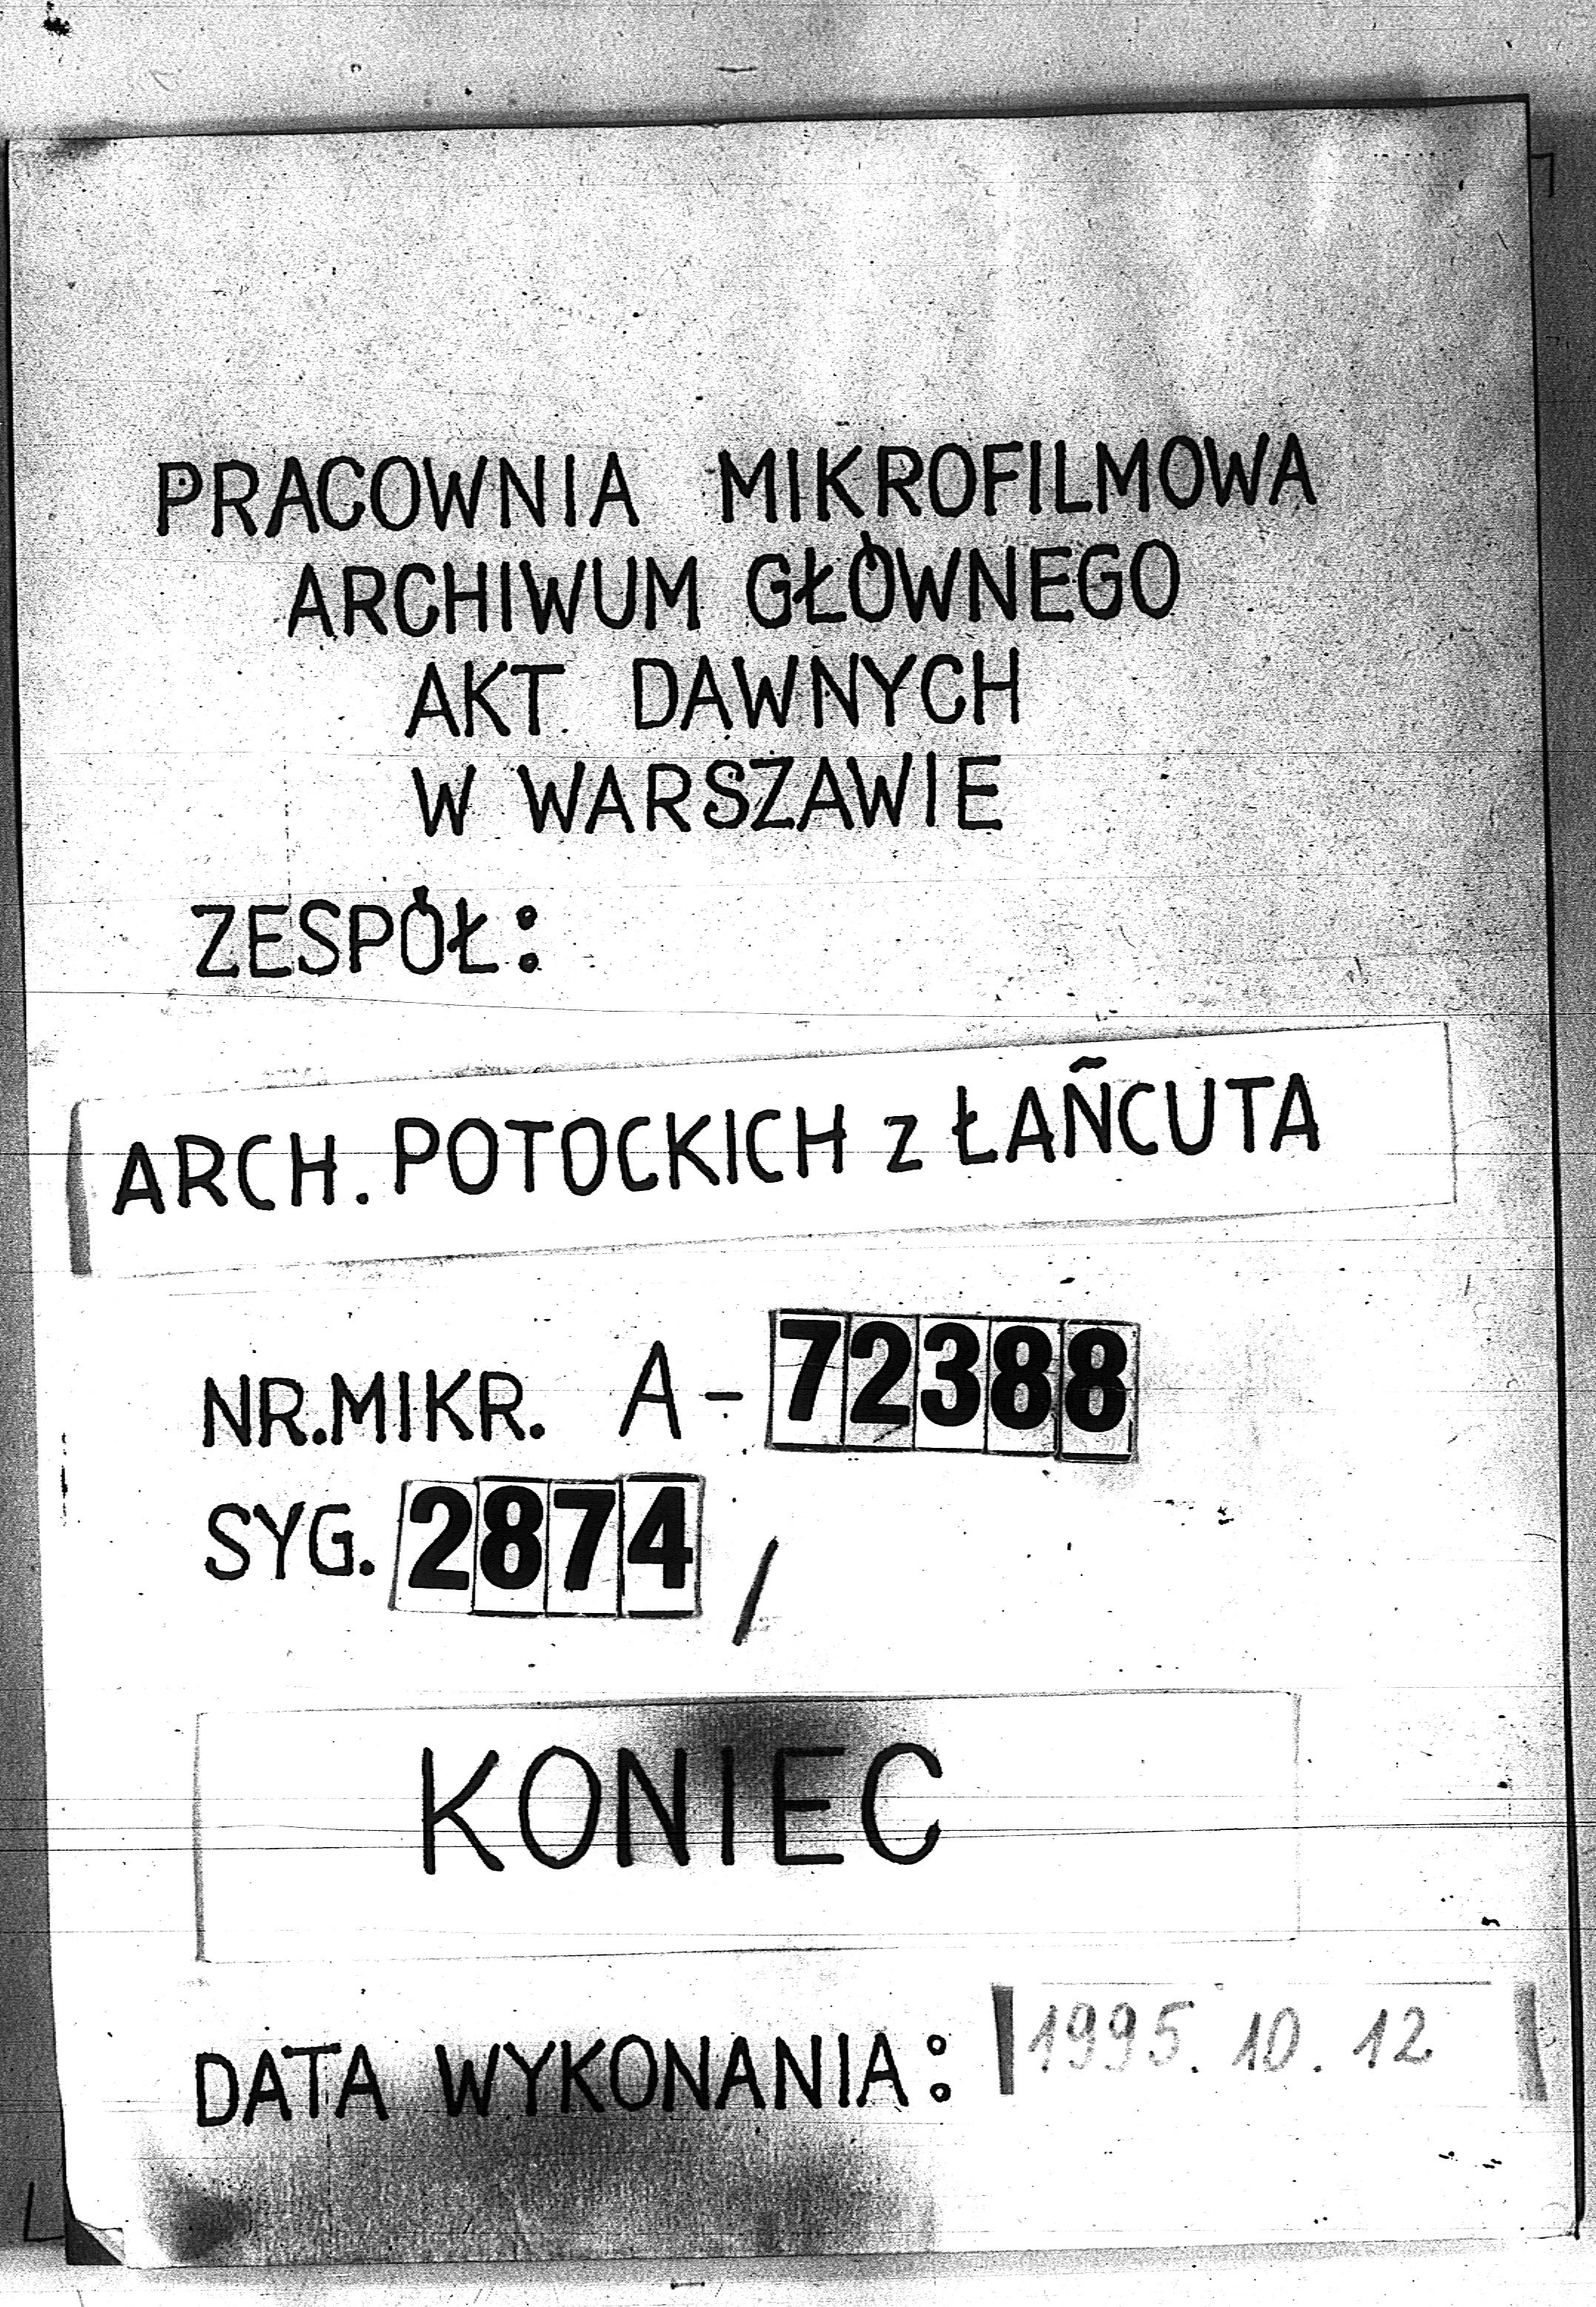 PRACOWNIA MIKROFILMOWA
ARCHIWUM GŁÓWNEGO
AKT DAWNYCH
W WARSZAWIE
ZESPÓŁ:
ARCH. POTOCKICH z ŁAŃCUTA
NR.MIKR. A-72388
SYG. 2874 /
KONIEC
DATA WYKONANIA: 1995.10.12